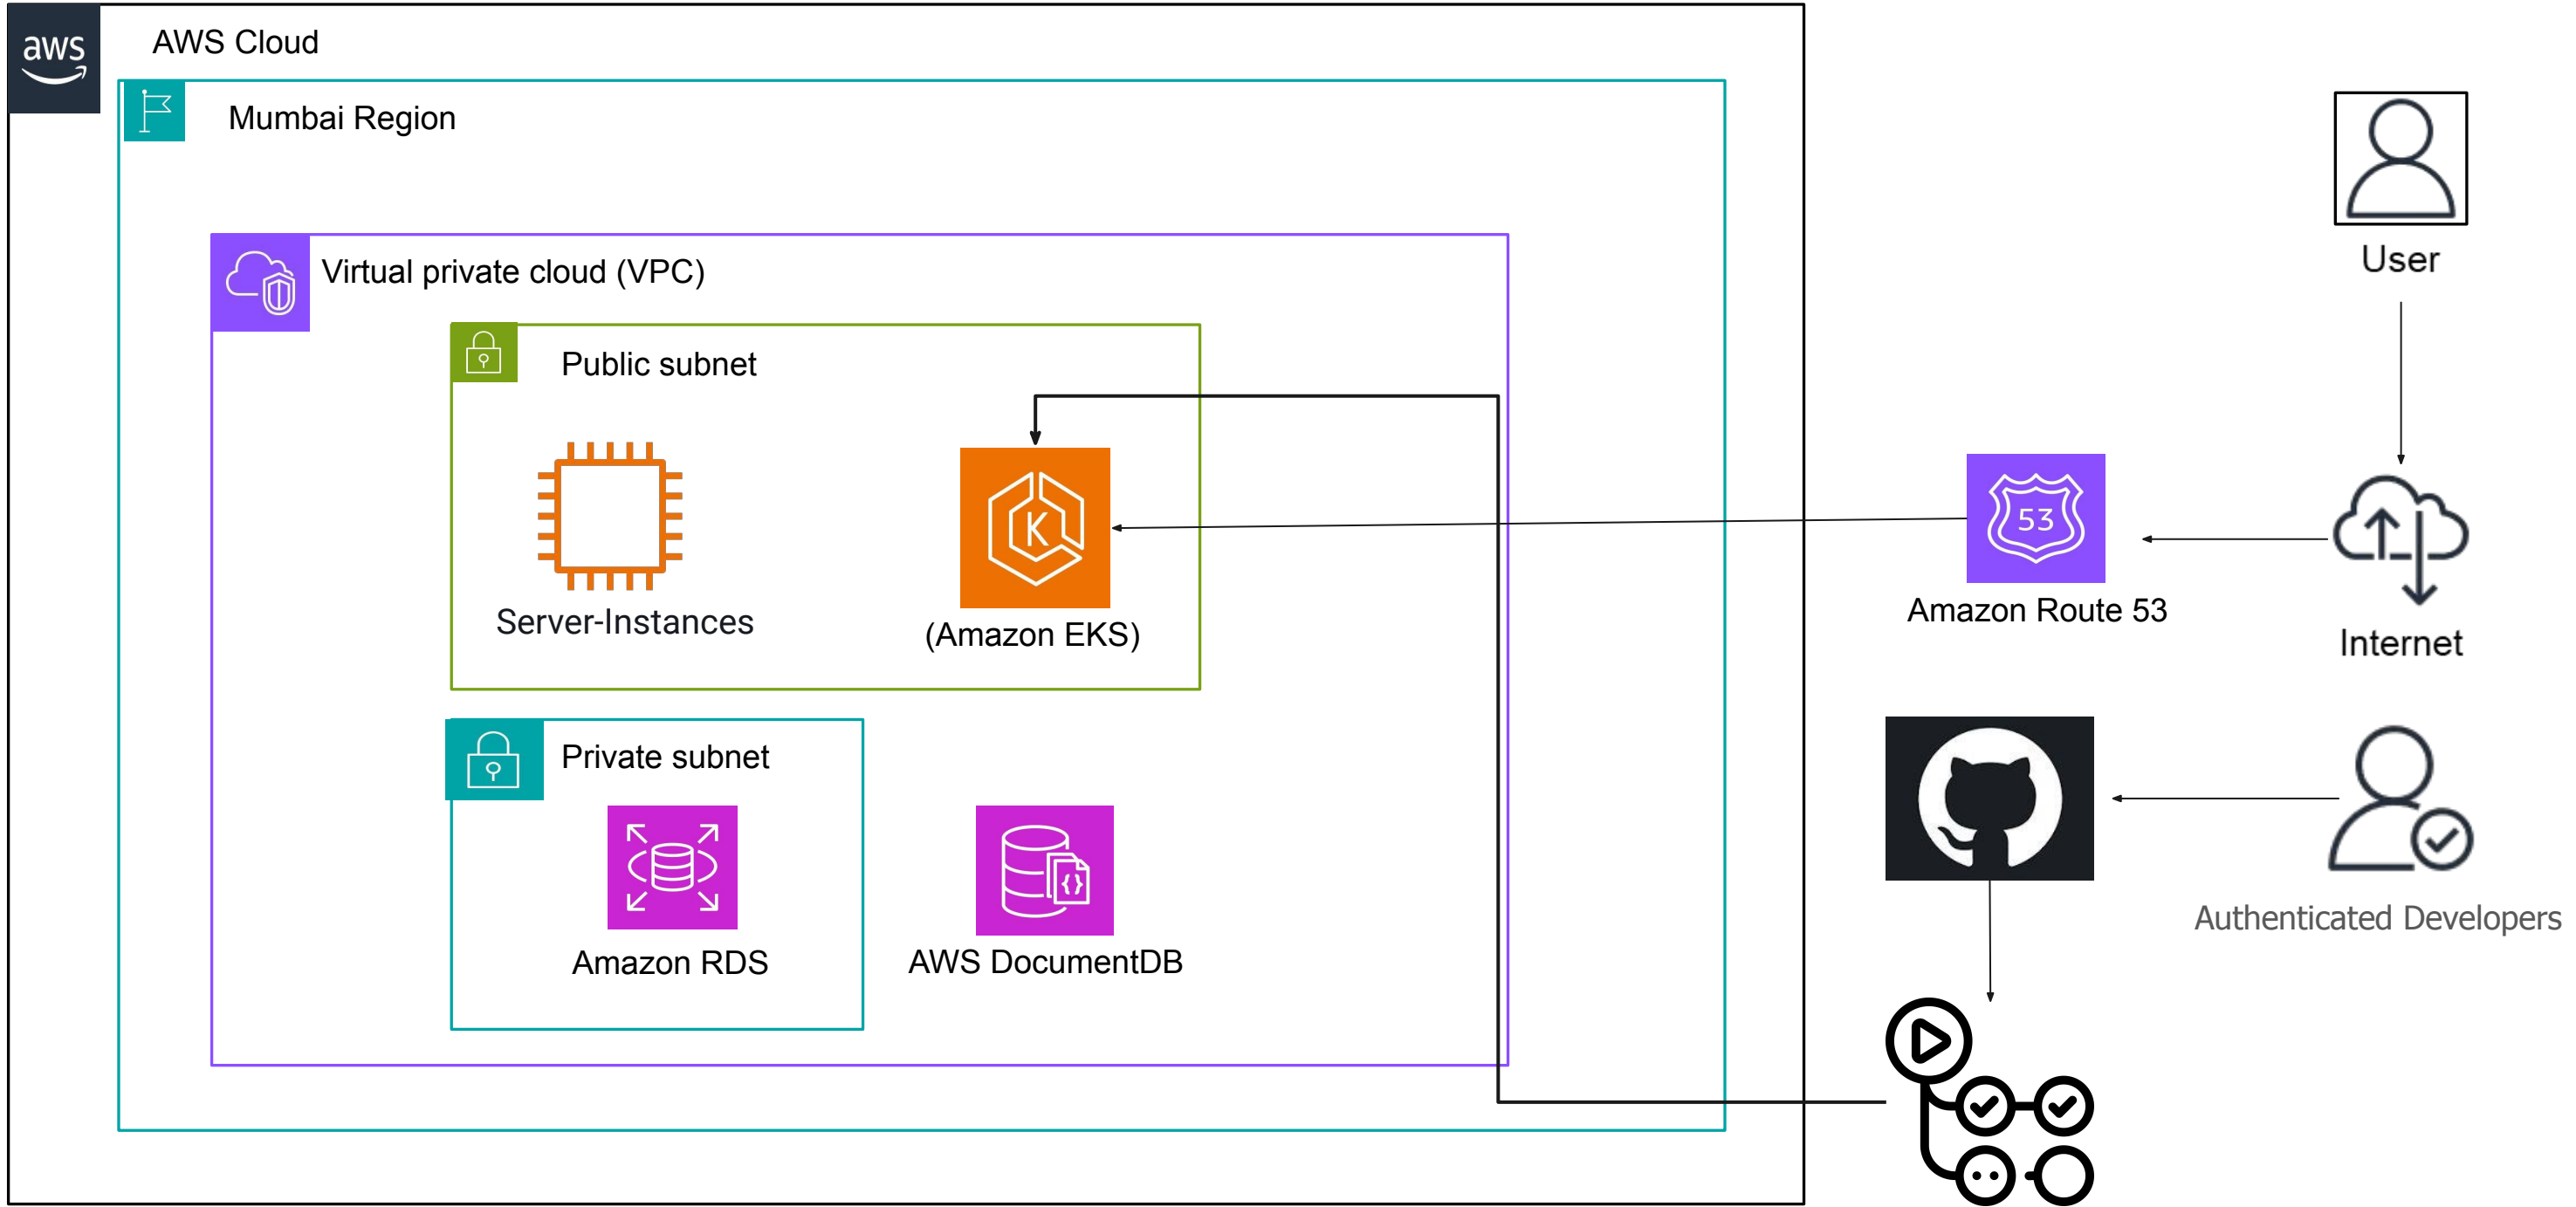 aws
AWS Cloud
Mumbai Region
Virtual private cloud (VPC)
Public subnet
Server-Instances
K
(Amazon EKS)
Private subnet
Amazon RDS
{}
AWS DocumentDB
53
Amazon Route 53
User
Internet
Authenticated Developers